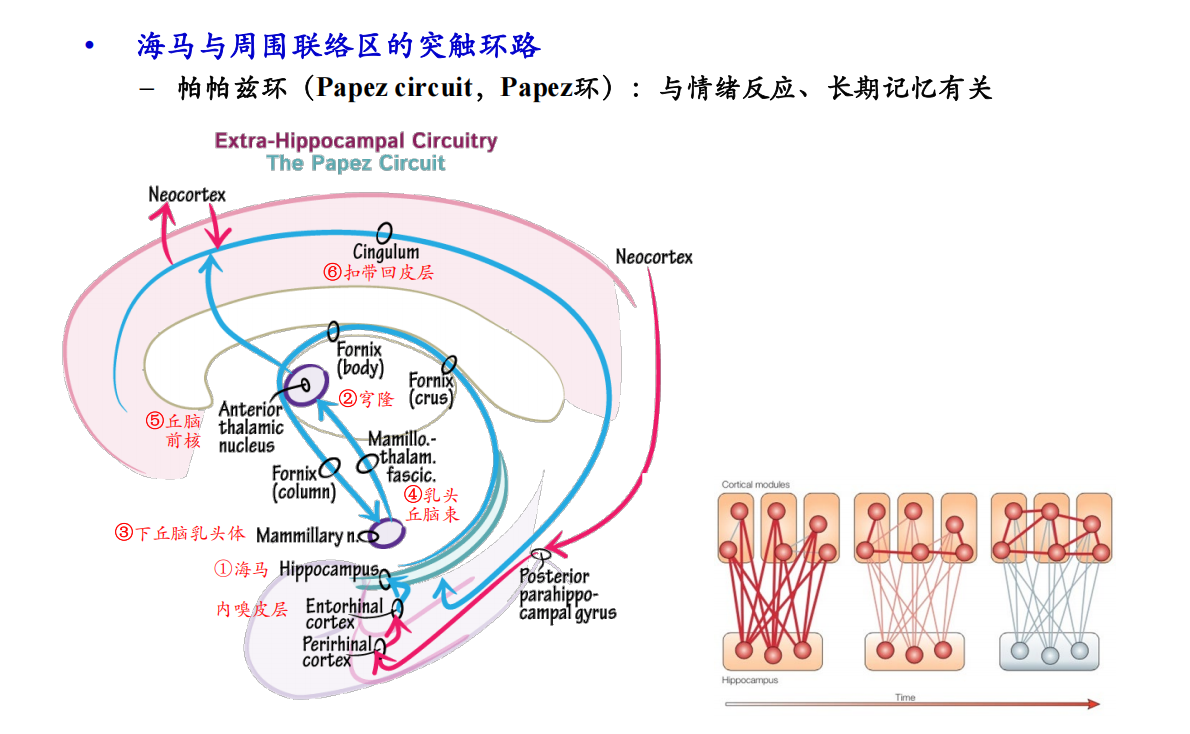 • 海马与周围联络区的突触环路
– 帕帕兹环（Papez circuit，Papez环）：与情绪反应、长期记忆有关
Extra-Hippocampal Circuitry
The Papez Circuit
Neocortex
Cingulum
⑥扣带回皮层
Neocortex
Fornix
(body)
Fornix
(crus)
②穹隆
Anterior
thalamic
nucleus
⑤丘脑
前核
Mamillo.-
thalam.
fascic.
④乳头
丘脑束
Fornix
(column)
③下丘脑乳头体
Mammillary n.
①海马
Hippocampus
内嗅皮层
Entorhinal
cortex
Perirhinal
cortex
Posterior
parahippo-
campal gyrus
Cortical modules
Hippocampus
Time